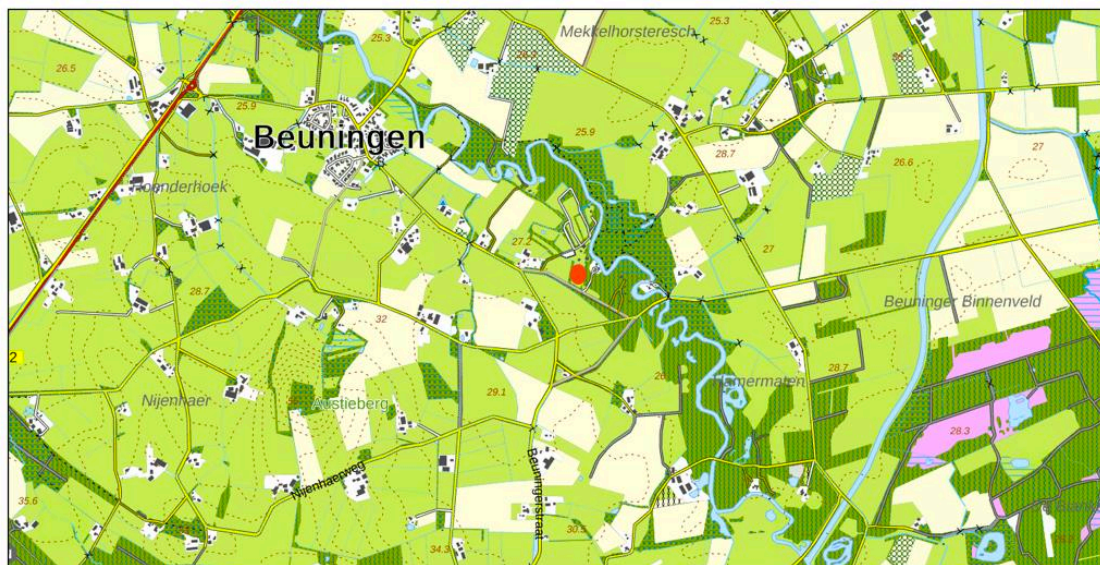 Mekkelhorsteresch
25.3
25.3
26.5
25.9
Beuningen
25.9
28.7
27
26.6
27.2
27
28.7
32
Beuninger Binnenveld
2
28.7
29.1
Nijenhaer
Austieberg
28.3
Nijenhaerweg
Beuningerstraat
35.6
30.5
34.3